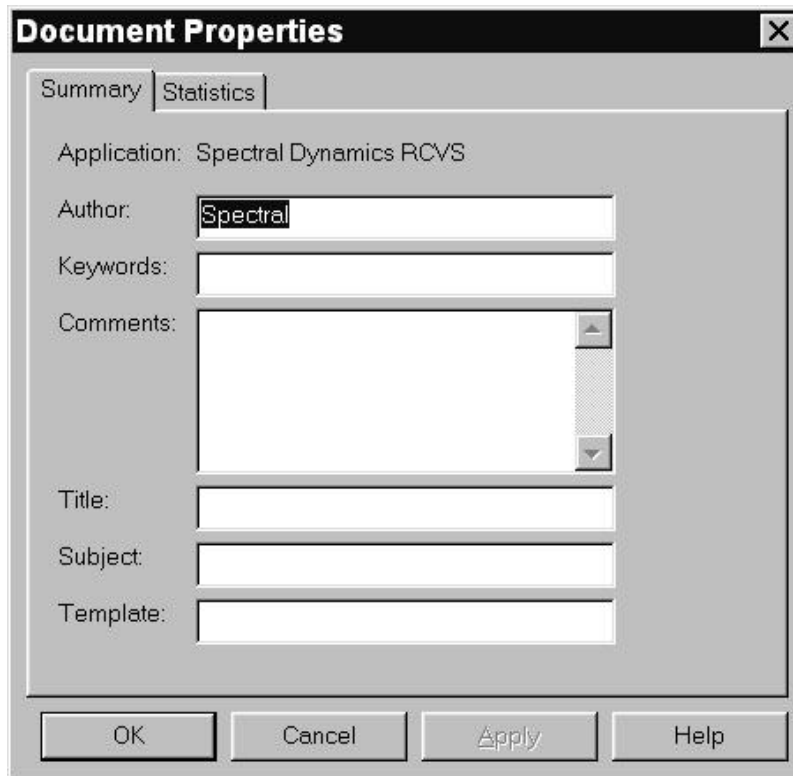 Document Properties
Summary Statistics
Application: Spectral Dynamics RCVS
Author: Spectral
Keywords:
Comments:
Title:
Subject:
Template:
OK Cancel Apply Help